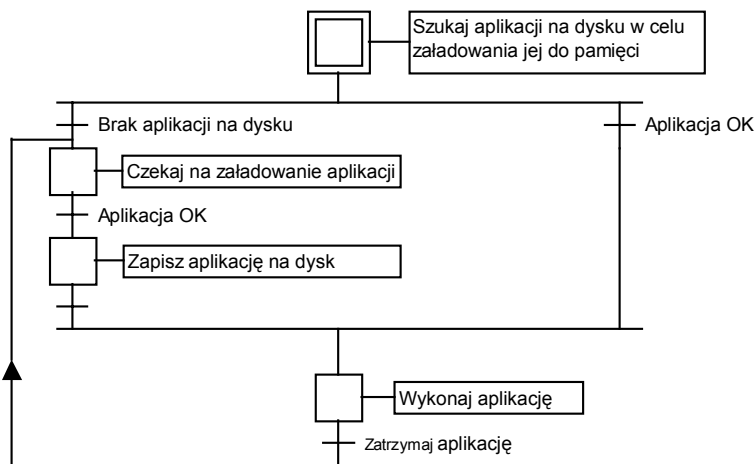 Szukaj aplikacji na dysku w celu
załadowania jej do pamięci
Brak aplikacji na dysku
Aplikacja OK
Czekaj na załadowanie aplikacji
Aplikacja OK
Zapisz aplikację na dysk
Wykonaj aplikację
Zatrzymaj aplikację